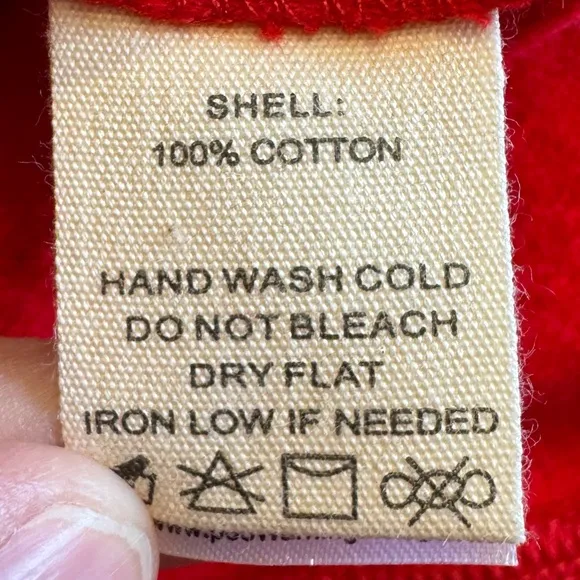 SHELL:
100% COTTON
HAND WASH COLD
DO NOT BLEACH
DRY FLAT
IRON LOW IF NEEDED